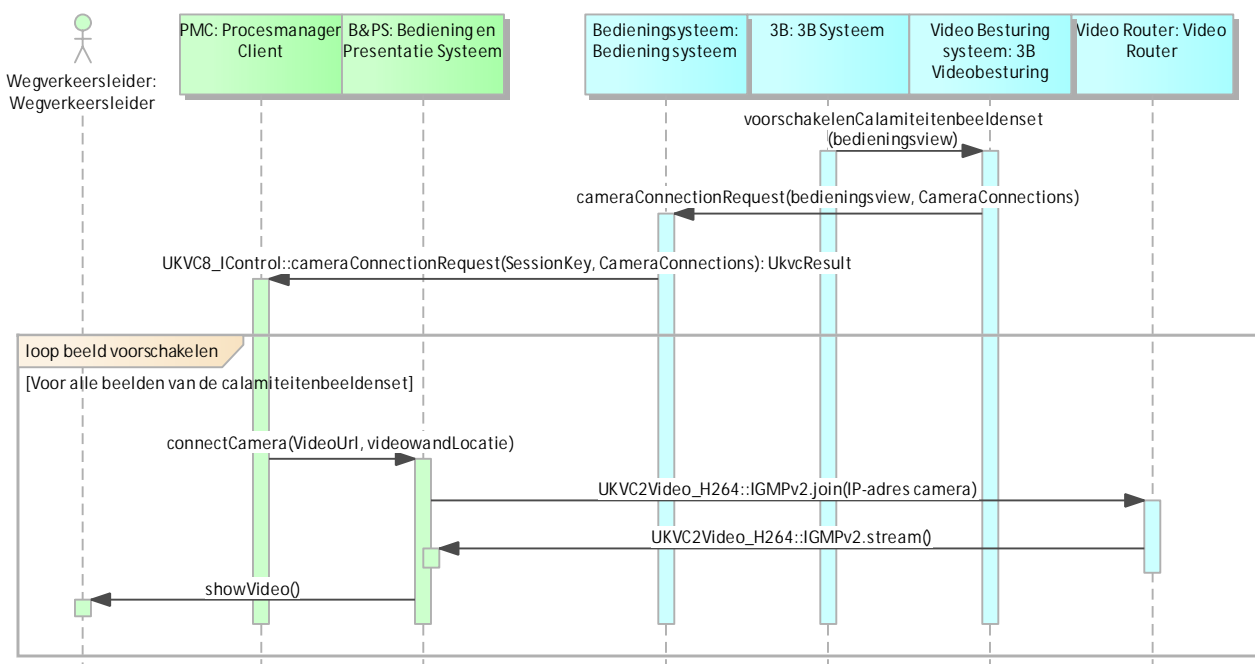 Wegverkeersleider:
Wegverkeersleider
PMC: Procesmanager
Client
B&PS: Bediening en
Presentatie Systeem
Bedieningsysteem:
Bediening systeem
3B: 3B Systeem
Video Besturing
systeem: 3B
Videobesturing
Video Router: Video
Router
voorschakelenCalamiteitenbeeldenset
(bedieningsview)
cameraConnectionRequest(bedieningsview, CameraConnections)
UKVC8_IControl::cameraConnectionRequest(SessionKey, CameraConnections): UkvcResult
loop beeld voorschakelen
[Voor alle beelden van de calamiteitenbeeldenset]
connectCamera(VideoUrl, videowandLocatie)
UKVC2Video_H264::IGMPv2.join(IP-adres camera)
UKVC2Video_H264::IGMPv2.stream()
showVideo()